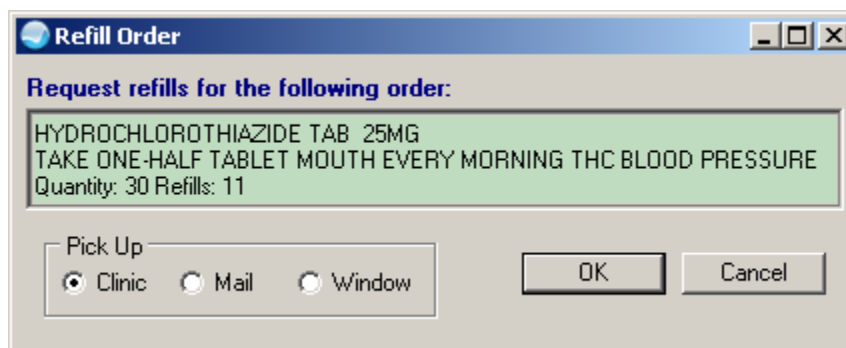 Refill Order
Request refills for the following order:
HYDROCHLOROTHIAZIDE TAB 25MG
TAKE ONE-HALF TABLET MOUTH EVERY MORNING THC BLOOD PRESSURE
Quantity: 30 Refills: 11
Pick Up
Clinic Mail Window
OK Cancel